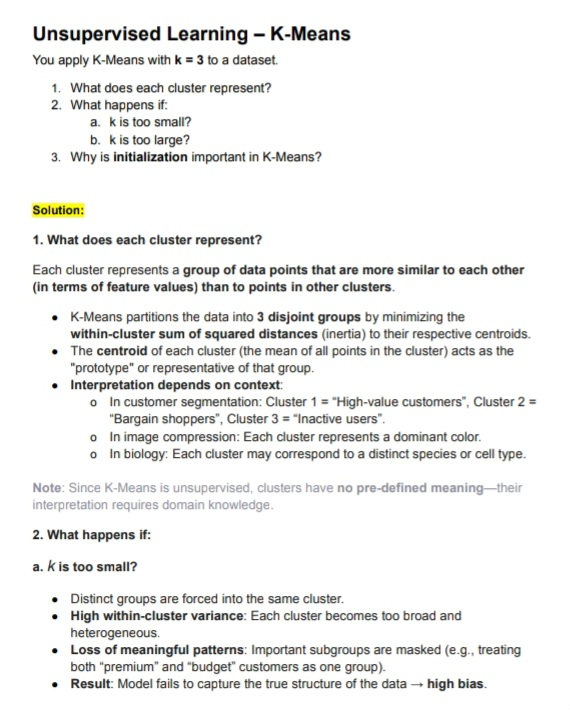 Unsupervised Learning – K-Means
You apply K-Means with k = 3 to a dataset.
1. What does each cluster represent?
2. What happens if:
a. k is too small?
b. k is too large?
3. Why is initialization important in K-Means?
Solution:
1. What does each cluster represent?
Each cluster represents a group of data points that are more similar to each other
(in terms of feature values) than to points in other clusters.
• K-Means partitions the data into 3 disjoint groups by minimizing the
within-cluster sum of squared distances (inertia) to their respective centroids.
• The centroid of each cluster (the mean of all points in the cluster) acts as the
"prototype" or representative of that group.
• Interpretation depends on context:
o In customer segmentation: Cluster 1 = “High-value customers”, Cluster 2 =
“Bargain shoppers”, Cluster 3 = “Inactive users”.
o In image compression: Each cluster represents a dominant color.
o In biology: Each cluster may correspond to a distinct species or cell type.
Note: Since K-Means is unsupervised, clusters have no pre-defined meaning—their
interpretation requires domain knowledge.
2. What happens if:
a. k is too small?
• Distinct groups are forced into the same cluster.
• High within-cluster variance: Each cluster becomes too broad and
heterogeneous.
• Loss of meaningful patterns: Important subgroups are masked (e.g., treating
both “premium” and “budget” customers as one group).
• Result: Model fails to capture the true structure of the data → high bias.